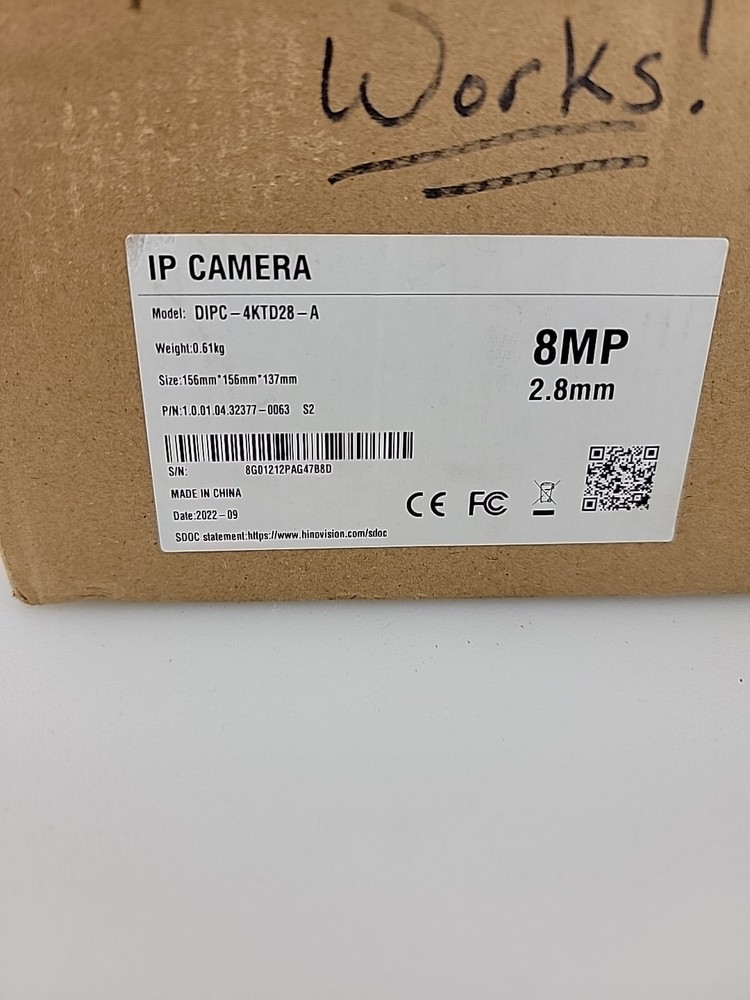 Works!
IP CAMERA
Model: DIPC-4KTD28-A
Weight:0.61kg
Size:156mm*156mm*137mm
P/N:1.0.01.04.32377-0063 S2
8MP
2.8mm
S/N: 8G01212PAG47B8D
MADE IN CHINA
Date:2022-09
CE FC
SDOC statement:https://www.hinovision.com/sdoc